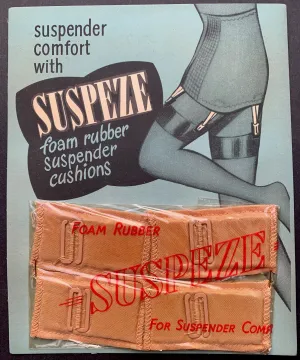 suspender
comfort
with
SUSPEZE
foam rubber
suspender
cushions
FOAM RUBBER
SUSPEZE
FOR SUSPENDER COMF